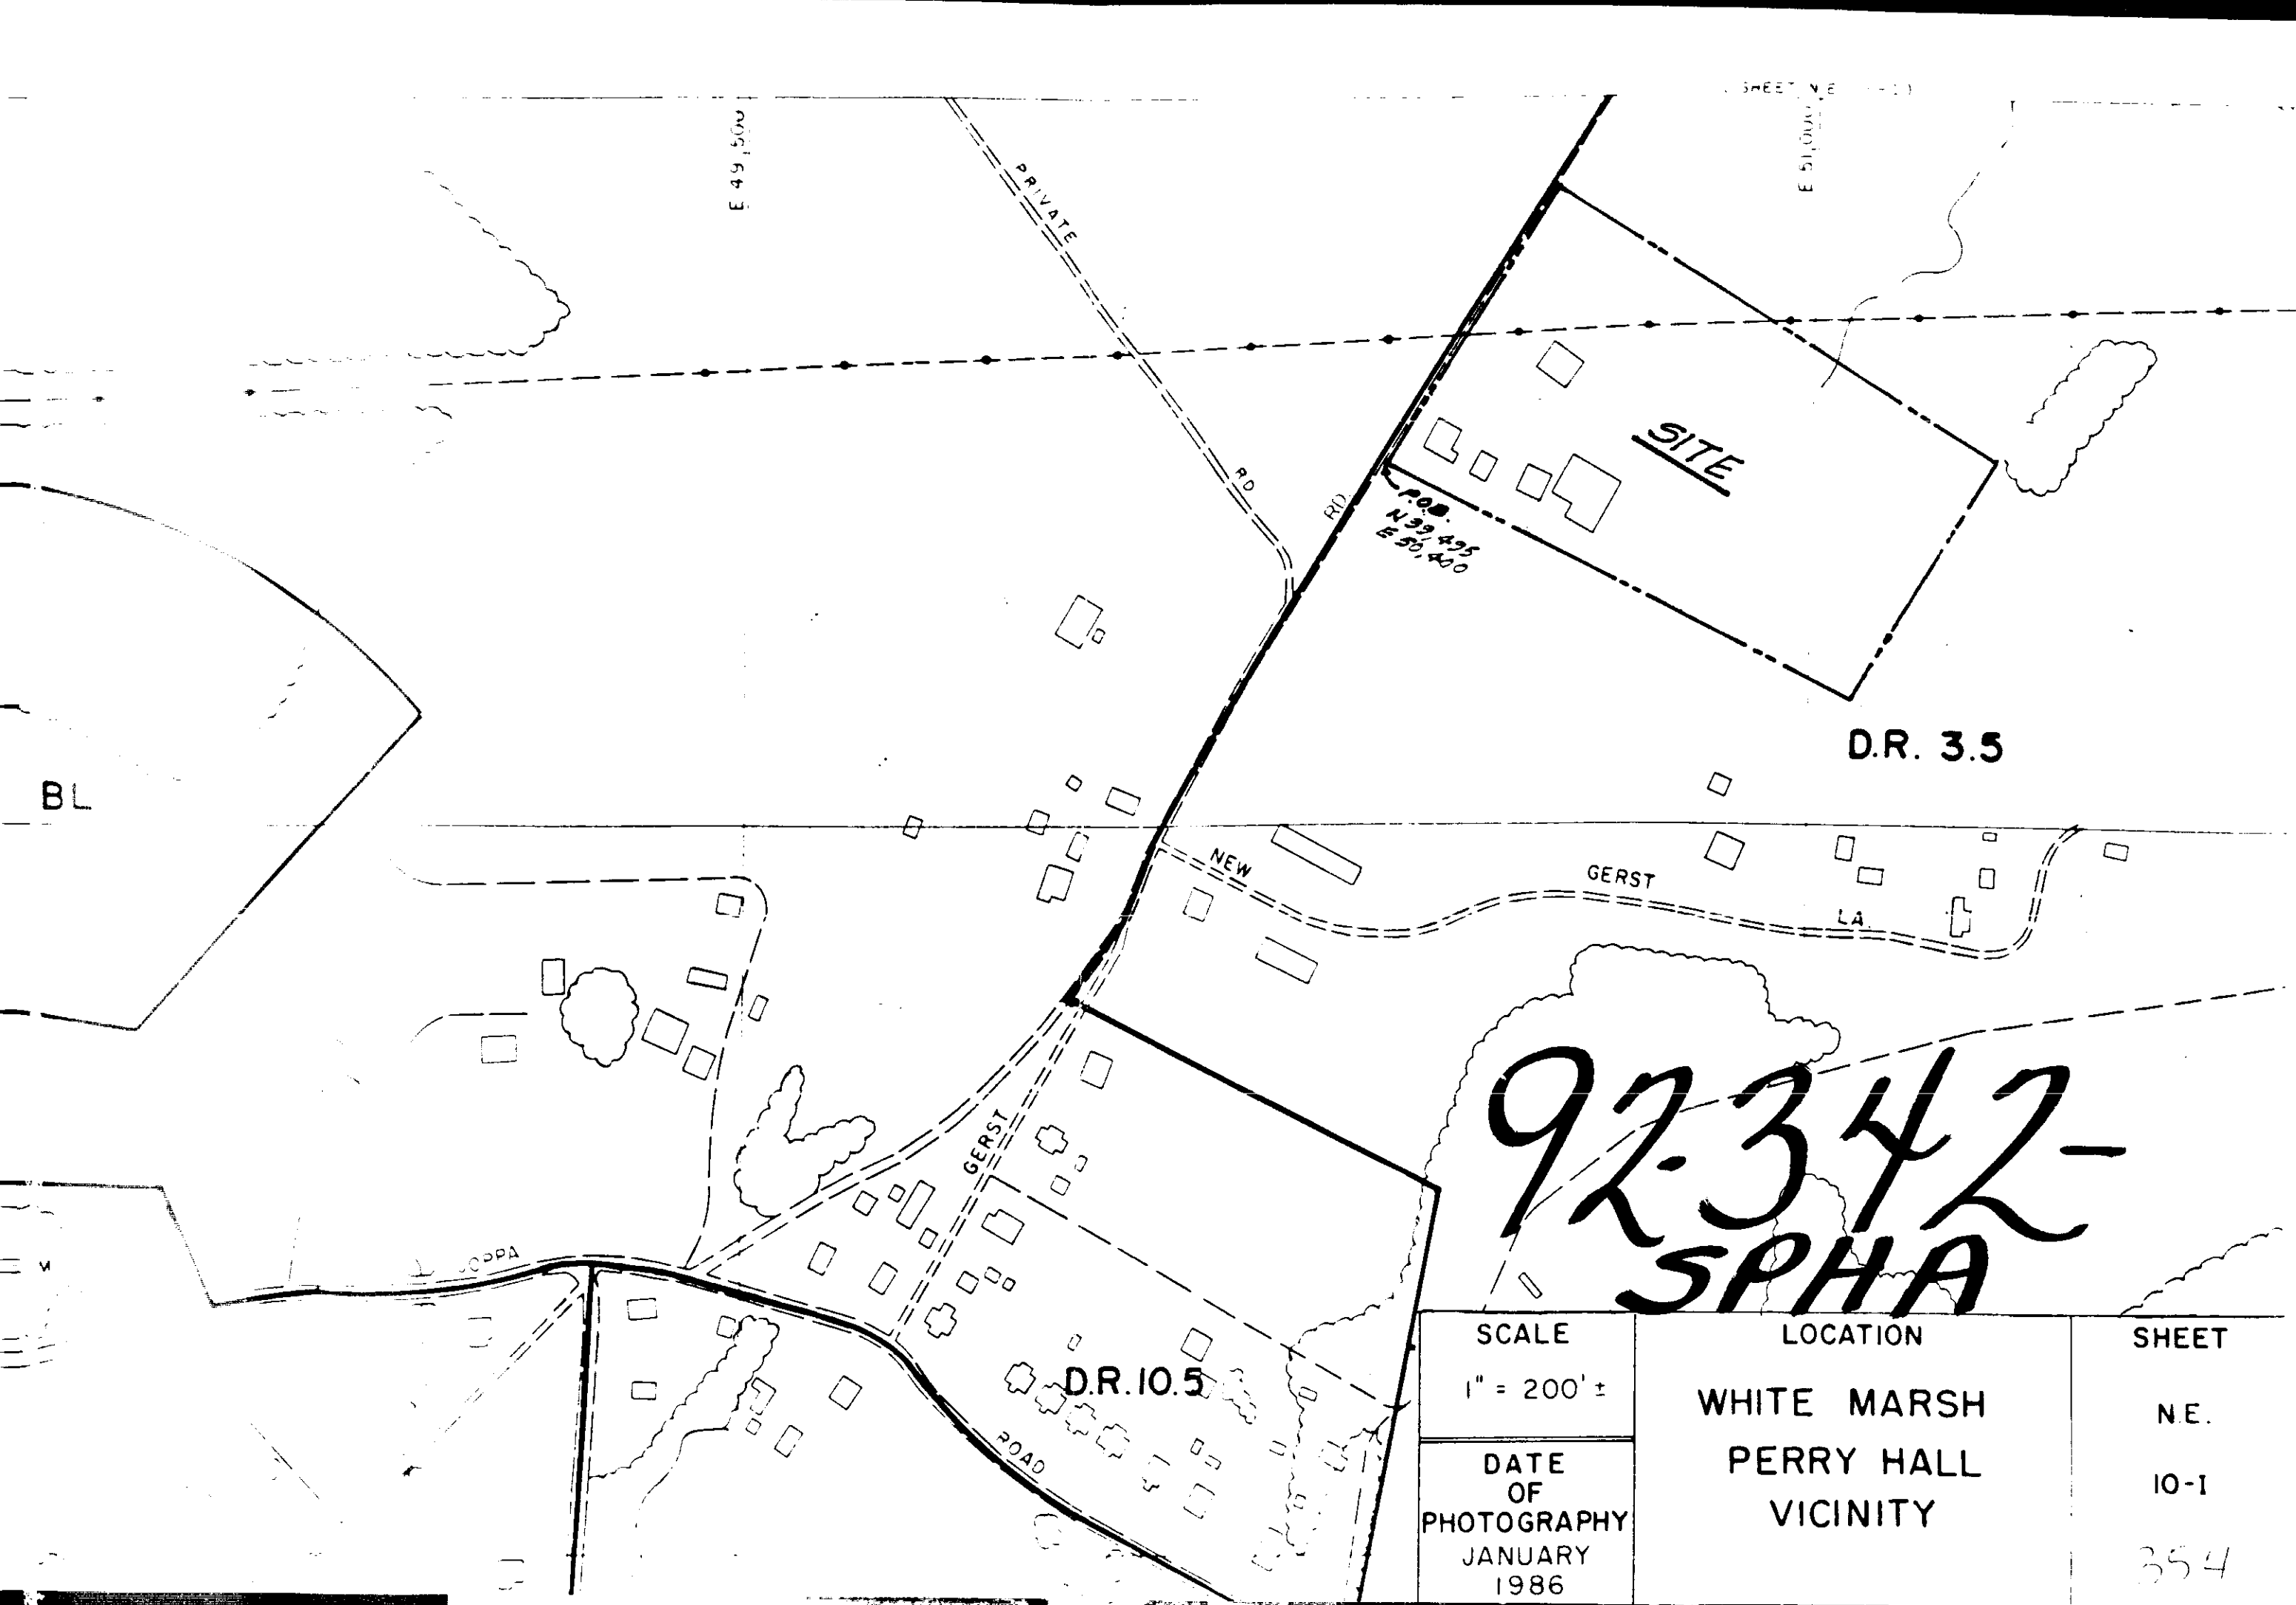 SHEET N.E.
E 49,500
E 51,000
PRIVATE
RD
RD.
SITE
P.O.B.
N 39,495
E 50,400
D.R. 3.5
BL
NEW
GERST
LA.
GERST
JOPPA
ROAD
D.R. 10.5
92-342-
SPHA
SCALE
1" = 200' ±
DATE
OF
PHOTOGRAPHY
JANUARY
1986
LOCATION
WHITE MARSH
PERRY HALL
VICINITY
SHEET
N.E.
10-I
354